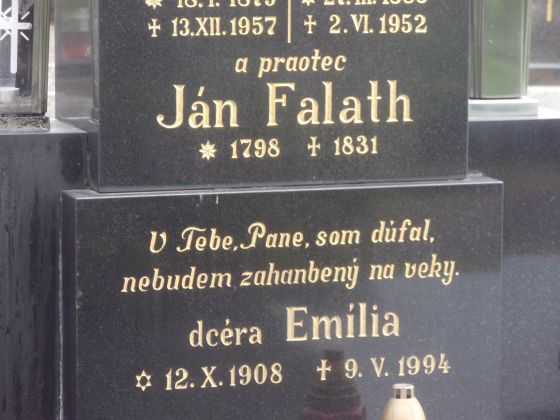 ✝ 13.XII. 1957 ✝ 2. VI. 1952
a praotec
Ján Falath
✴ 1798 ✝ 1831
V Tebe, Pane, som dúfal,
nebudem zahanbený na veky.
dcéra Emília
✡ 12. X. 1908 ✝ 9. V. 1994